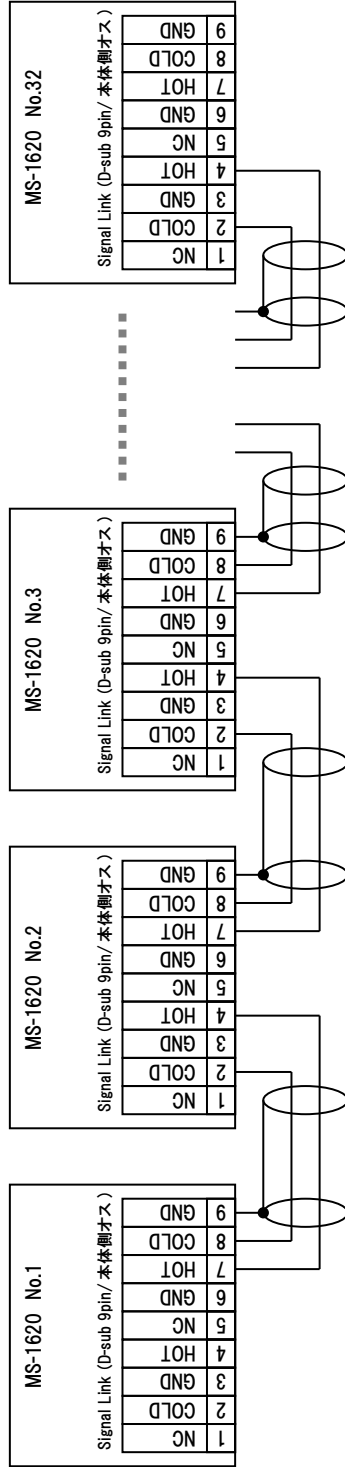 MS-1620 No.1
Signal Link (D-sub 9pin/本体側オス)
1 NC
2 COLD
3 GND
4 HOT
5 NC
6 GND
7 HOT
8 COLD
9 GND
MS-1620 No.2
Signal Link (D-sub 9pin/本体側オス)
1 NC
2 COLD
3 GND
4 HOT
5 NC
6 GND
7 HOT
8 COLD
9 GND
MS-1620 No.3
Signal Link (D-sub 9pin/本体側オス)
1 NC
2 COLD
3 GND
4 HOT
5 NC
6 GND
7 HOT
8 COLD
9 GND
MS-1620 No.32
Signal Link (D-sub 9pin/本体側オス)
1 NC
2 COLD
3 GND
4 HOT
5 NC
6 GND
7 HOT
8 COLD
9 GND